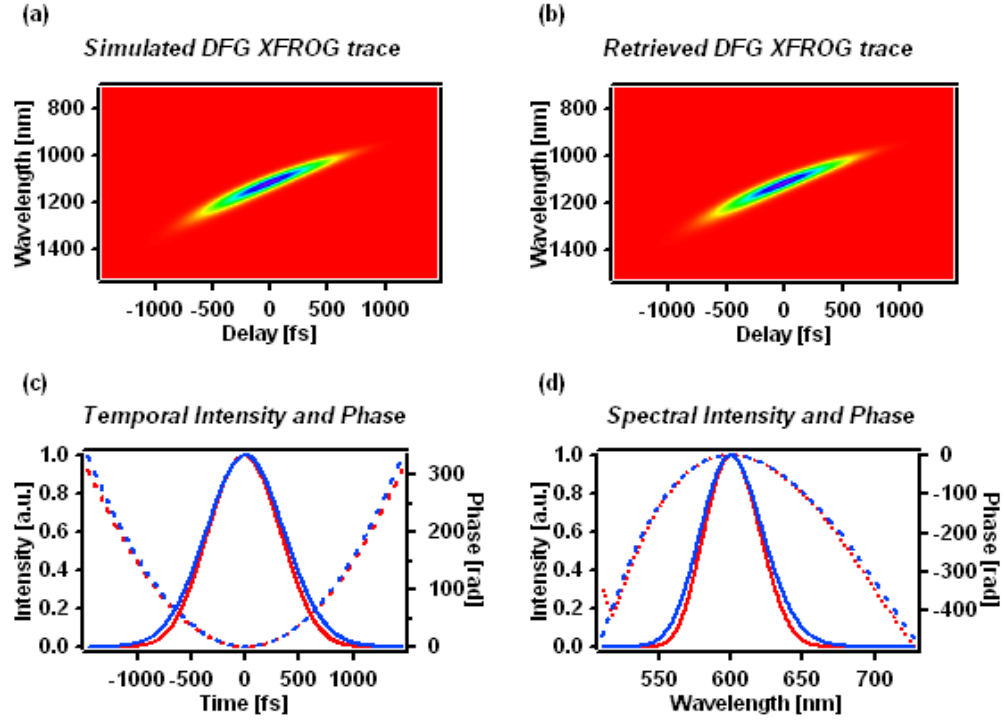 (a)
Simulated DFG XFROG trace
Wavelength [nm]
800
1000
1200
1400
-1000 -500 0 500 1000
Delay [fs]
(b)
Retrieved DFG XFROG trace
Wavelength [nm]
800
1000
1200
1400
-1000 -500 0 500 1000
Delay [fs]
(c)
Temporal Intensity and Phase
Intensity [a.u.]
1.0
0.8
0.6
0.4
0.2
0.0
300
200
100
0
Phase [rad]
-1000 -500 0 500 1000
Time [fs]
(d)
Spectral Intensity and Phase
Intensity [a.u.]
1.0
0.8
0.6
0.4
0.2
0.0
0
-100
-200
-300
-400
Phase [rad]
550 600 650 700
Wavelength [nm]